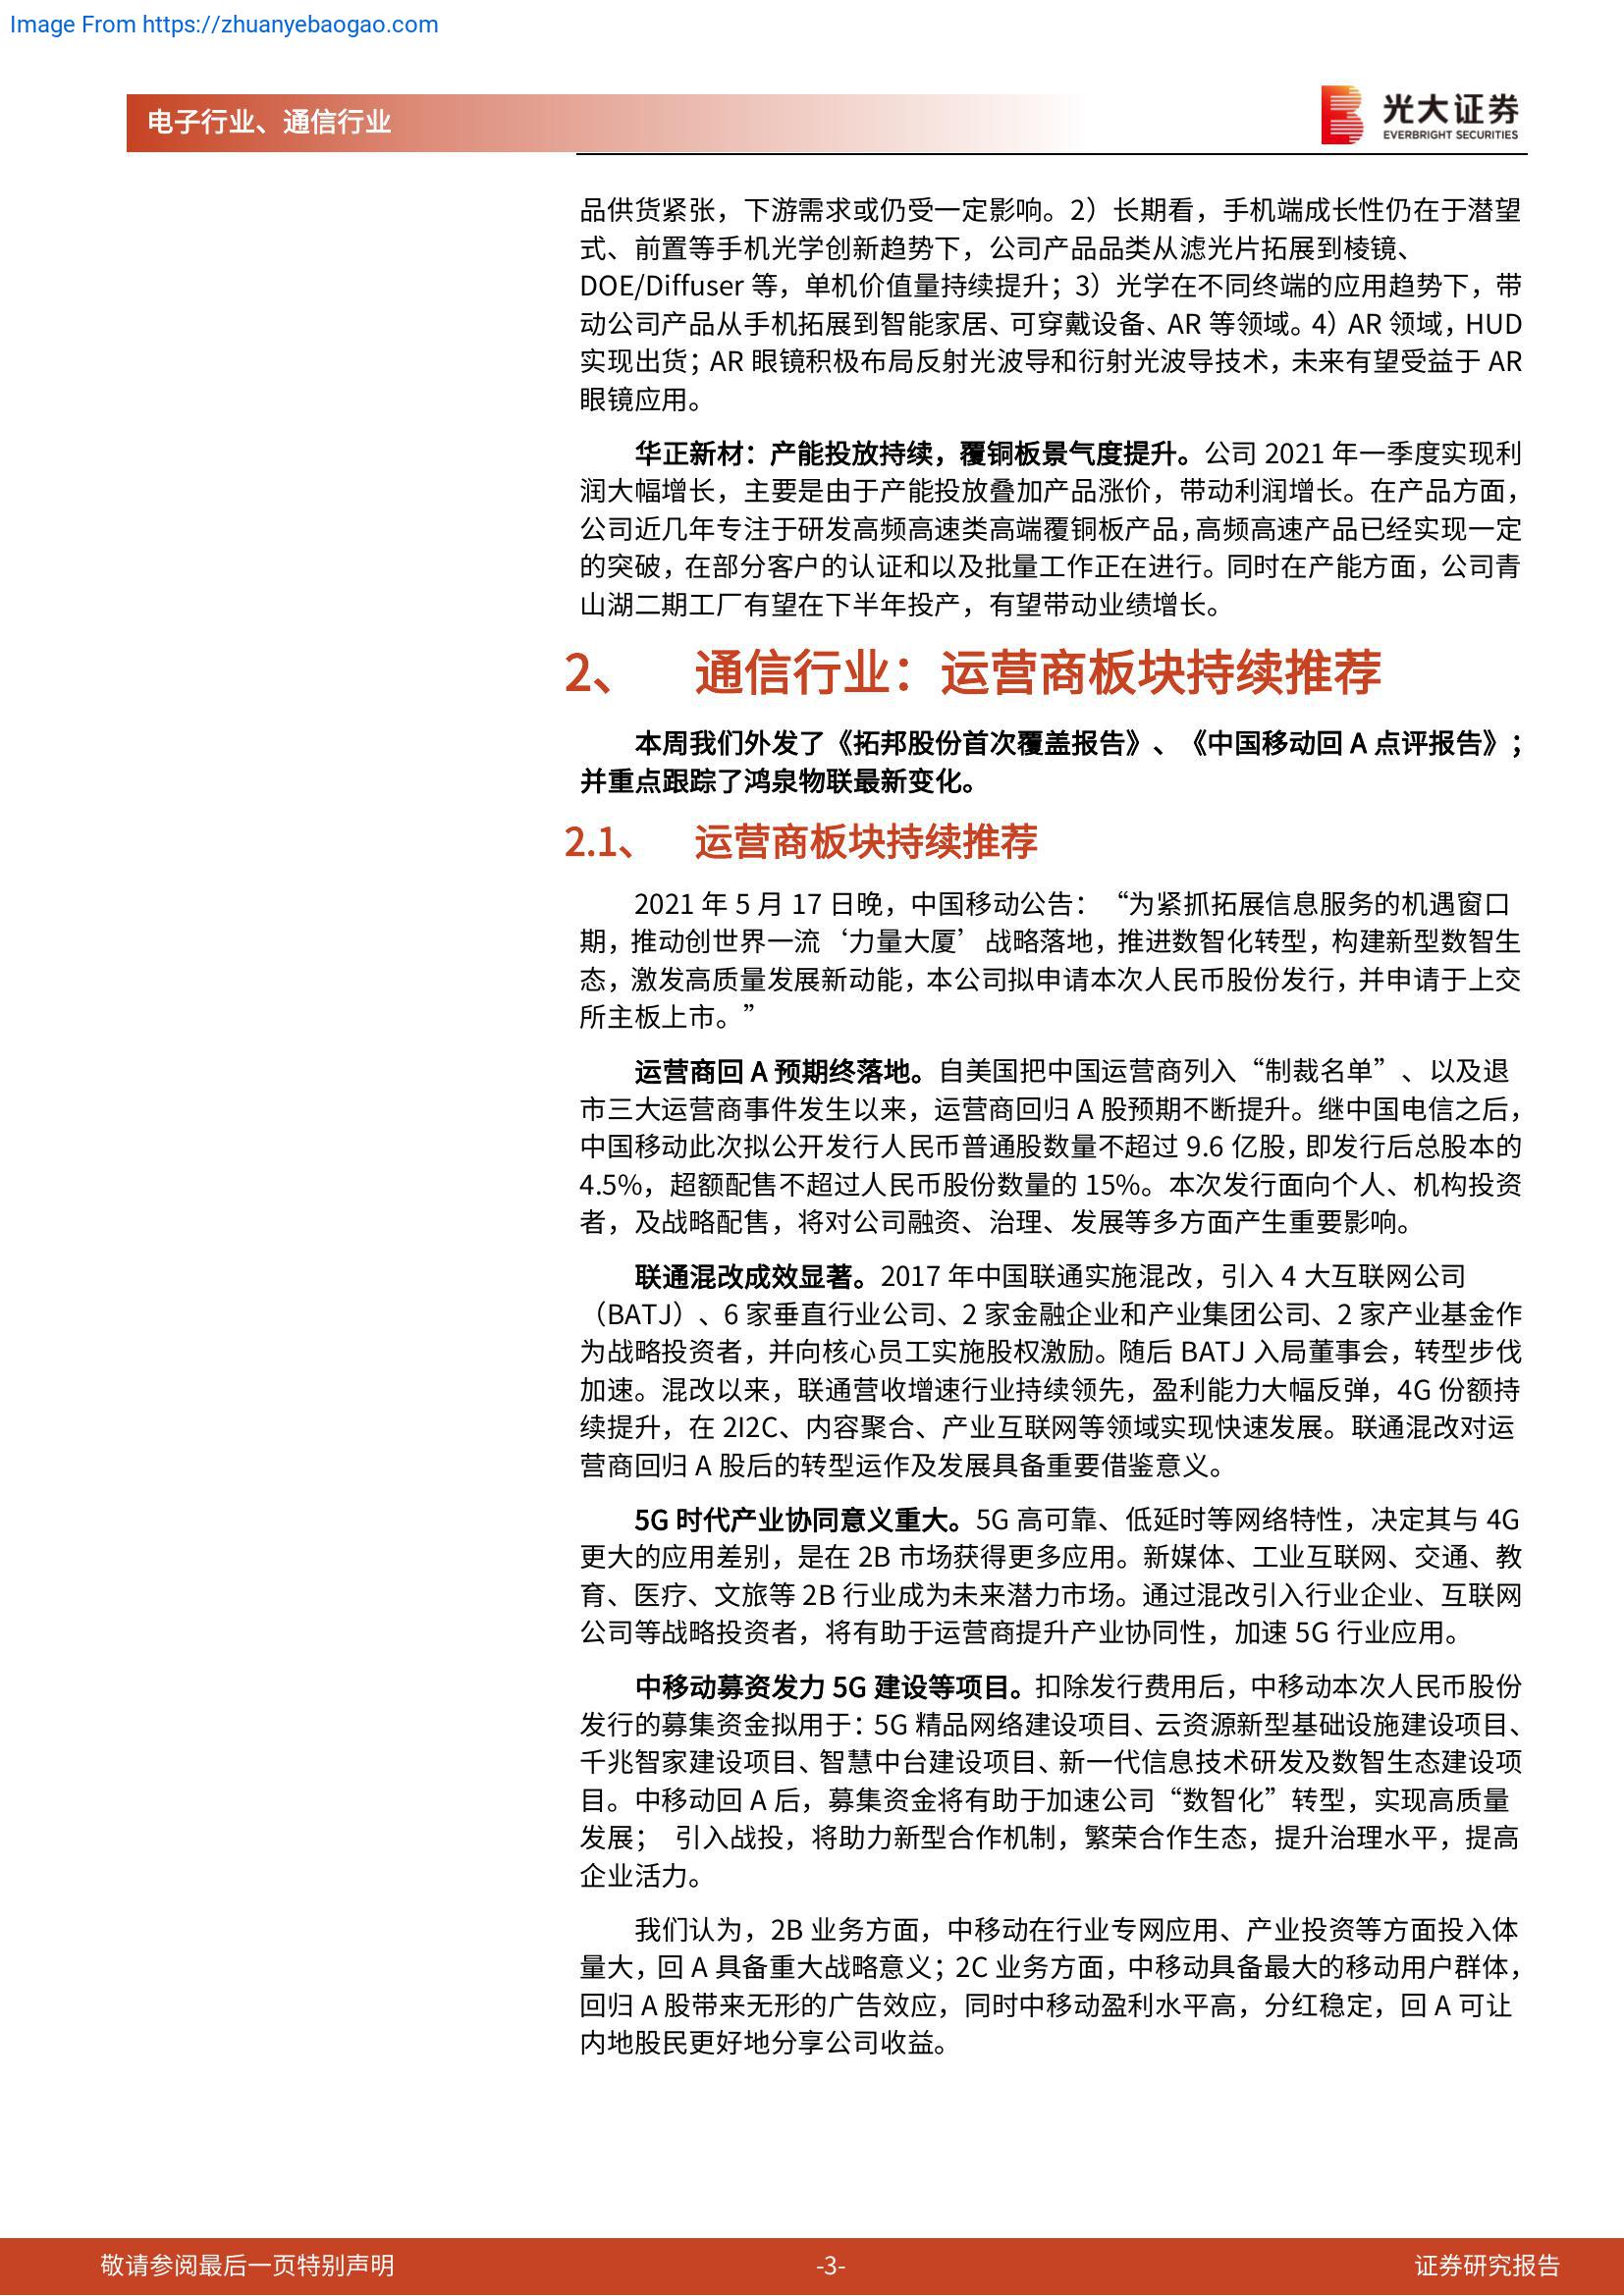 Image From https://zhuanyebaogao.com
电子行业、通信行业
光大证券
EVERBRIGHT SECURITIES
品供货紧张，下游需求或仍受一定影响。2）长期看，手机端成长性仍在于潜望
式、前置等手机光学创新趋势下，公司产品品类从滤光片拓展到棱镜、
DOE/Diffuser 等，单机价值量持续提升；3）光学在不同终端的应用趋势下，带
动公司产品从手机拓展到智能家居、可穿戴设备、AR 等领域。4）AR 领域，HUD
实现出货；AR 眼镜积极布局反射光波导和衍射光波导技术，未来有望受益于 AR
眼镜应用。
华正新材：产能投放持续，覆铜板景气度提升。公司 2021 年一季度实现利
润大幅增长，主要是由于产能投放叠加产品涨价，带动利润增长。在产品方面，
公司近几年专注于研发高频高速类高端覆铜板产品，高频高速产品已经实现一定
的突破，在部分客户的认证和以及批量工作正在进行。同时在产能方面，公司青
山湖二期工厂有望在下半年投产，有望带动业绩增长。
2、 通信行业：运营商板块持续推荐
本周我们外发了《拓邦股份首次覆盖报告》、《中国移动回 A 点评报告》；
并重点跟踪了鸿泉物联最新变化。
2.1、 运营商板块持续推荐
2021 年 5 月 17 日晚，中国移动公告：“为紧抓拓展信息服务的机遇窗口
期，推动创世界一流‘力量大厦’战略落地，推进数智化转型，构建新型数智生
态，激发高质量发展新动能，本公司拟申请本次人民币股份发行，并申请于上交
所主板上市。”
运营商回 A 预期终落地。自美国把中国运营商列入“制裁名单”、以及退
市三大运营商事件发生以来，运营商回归 A 股预期不断提升。继中国电信之后，
中国移动此次拟公开发行人民币普通股数量不超过 9.6 亿股，即发行后总股本的
4.5%，超额配售不超过人民币股份数量的 15%。本次发行面向个人、机构投资
者，及战略配售，将对公司融资、治理、发展等多方面产生重要影响。
联通混改成效显著。2017 年中国联通实施混改，引入 4 大互联网公司
（BATJ）、6 家垂直行业公司、2 家金融企业和产业集团公司、2 家产业基金作
为战略投资者，并向核心员工实施股权激励。随后 BATJ 入局董事会，转型步伐
加速。混改以来，联通营收增速行业持续领先，盈利能力大幅反弹，4G 份额持
续提升，在 2I2C、内容聚合、产业互联网等领域实现快速发展。联通混改对运
营商回归 A 股后的转型运作及发展具备重要借鉴意义。
5G 时代产业协同意义重大。5G 高可靠、低延时等网络特性，决定其与 4G
更大的应用差别，是在 2B 市场获得更多应用。新媒体、工业互联网、交通、教
育、医疗、文旅等 2B 行业成为未来潜力市场。通过混改引入行业企业、互联网
公司等战略投资者，将有助于运营商提升产业协同性，加速 5G 行业应用。
中移动募资发力 5G 建设等项目。扣除发行费用后，中移动本次人民币股份
发行的募集资金拟用于：5G 精品网络建设项目、云资源新型基础设施建设项目、
千兆智家建设项目、智慧中台建设项目、新一代信息技术研发及数智生态建设项
目。中移动回 A 后，募集资金将有助于加速公司“数智化”转型，实现高质量
发展； 引入战投，将助力新型合作机制，繁荣合作生态，提升治理水平，提高
企业活力。
我们认为，2B 业务方面，中移动在行业专网应用、产业投资等方面投入体
量大，回 A 具备重大战略意义；2C 业务方面，中移动具备最大的移动用户群体，
回归 A 股带来无形的广告效应，同时中移动盈利水平高，分红稳定，回 A 可让
内地股民更好地分享公司收益。
敬请参阅最后一页特别声明
-3-
证券研究报告